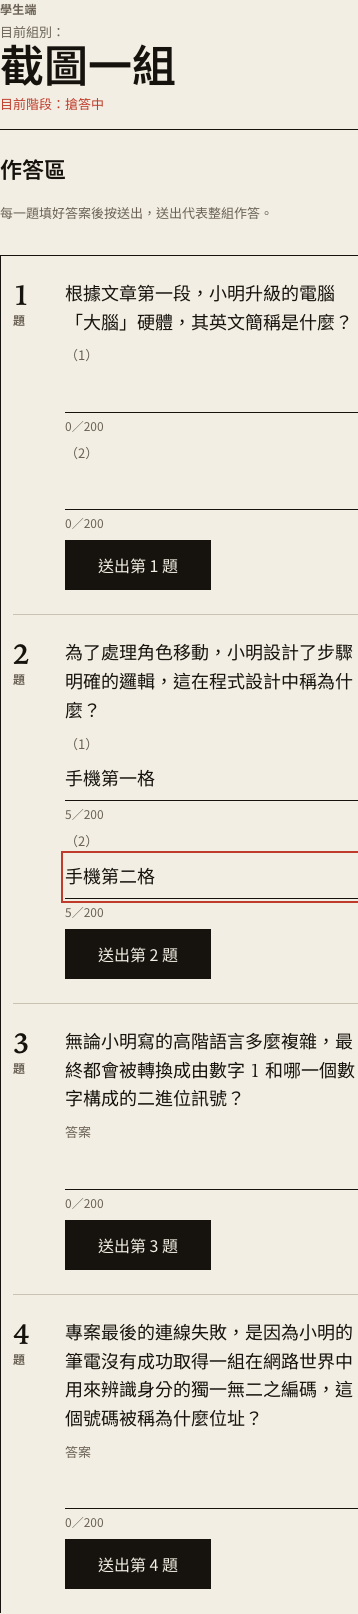 學生端
目前組別：
截圖一組
目前階段：搶答中
作答區
每一題填好答案後按送出，送出代表整組作答。
1
題
根據文章第一段，小明升級的電腦
「大腦」硬體，其英文簡稱是什麼？
（1）
0／200
（2）
0／200
送出第 1 題
2
題
為了處理角色移動，小明設計了步驟
明確的邏輯，這在程式設計中稱為什
麼？
（1）
手機第一格
5／200
（2）
手機第二格
5／200
送出第 2 題
3
題
無論小明寫的高階語言多麼複雜，最
終都會被轉換成由數字 1 和哪一個數
字構成的二進位訊號？
答案
0／200
送出第 3 題
4
題
專案最後的連線失敗，是因為小明的
筆電沒有成功取得一組在網路世界中
用來辨識身分的獨一無二之編碼，這
個號碼被稱為什麼位址？
答案
0／200
送出第 4 題